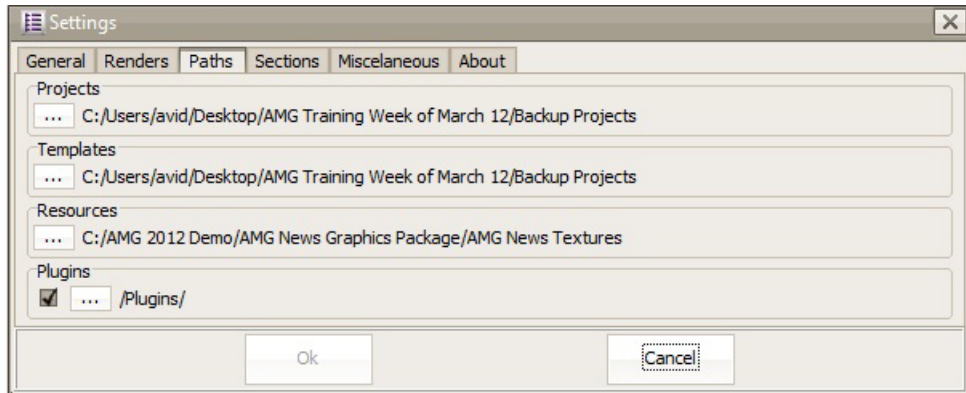 Settings
General Renders Paths Sections Miscelaneous About
Projects
... C:/Users/avid/Desktop/AMG Training Week of March 12/Backup Projects
Templates
... C:/Users/avid/Desktop/AMG Training Week of March 12/Backup Projects
Resources
... C:/AMG 2012 Demo/AMG News Graphics Package/AMG News Textures
Plugins
... /Plugins/
Ok Cancel